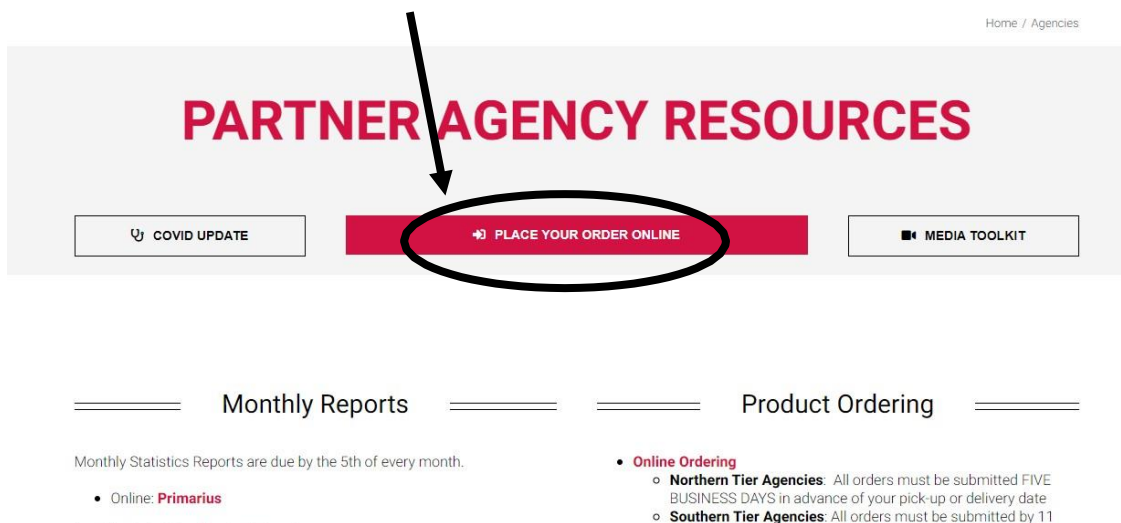 Home / Agencies
PARTNER AGENCY RESOURCES
COVID UPDATE
PLACE YOUR ORDER ONLINE
MEDIA TOOLKIT
Monthly Reports
Monthly Statistics Reports are due by the 5th of every month.
• Online: Primarius
Product Ordering
• Online Ordering
Northern Tier Agencies: All orders must be submitted FIVE
BUSINESS DAYS in advance of your pick-up or delivery date
Southern Tier Agencies: All orders must be submitted by 11